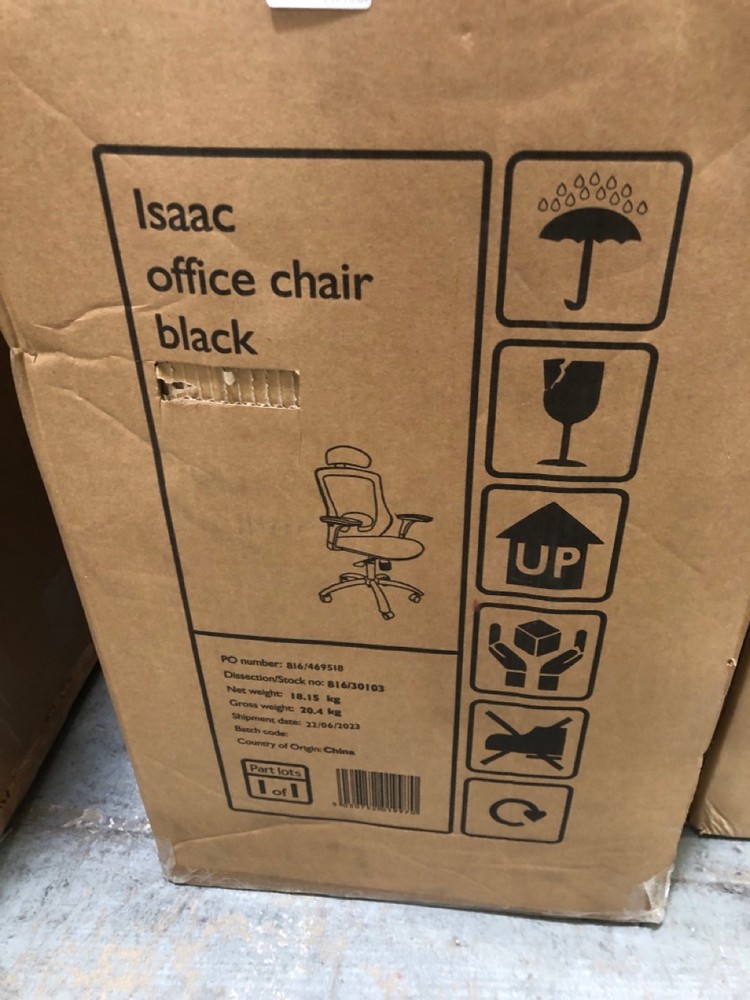 Isaac
office chair
black
UP
PO number: 816/469518
Dissection/Stock no: 816/30103
Net weight: 18.15 kg
Gross weight: 20.4 kg
Shipment date: 22/06/2023
Batch code:
Country of Origin: China
Part lots
1 of 1